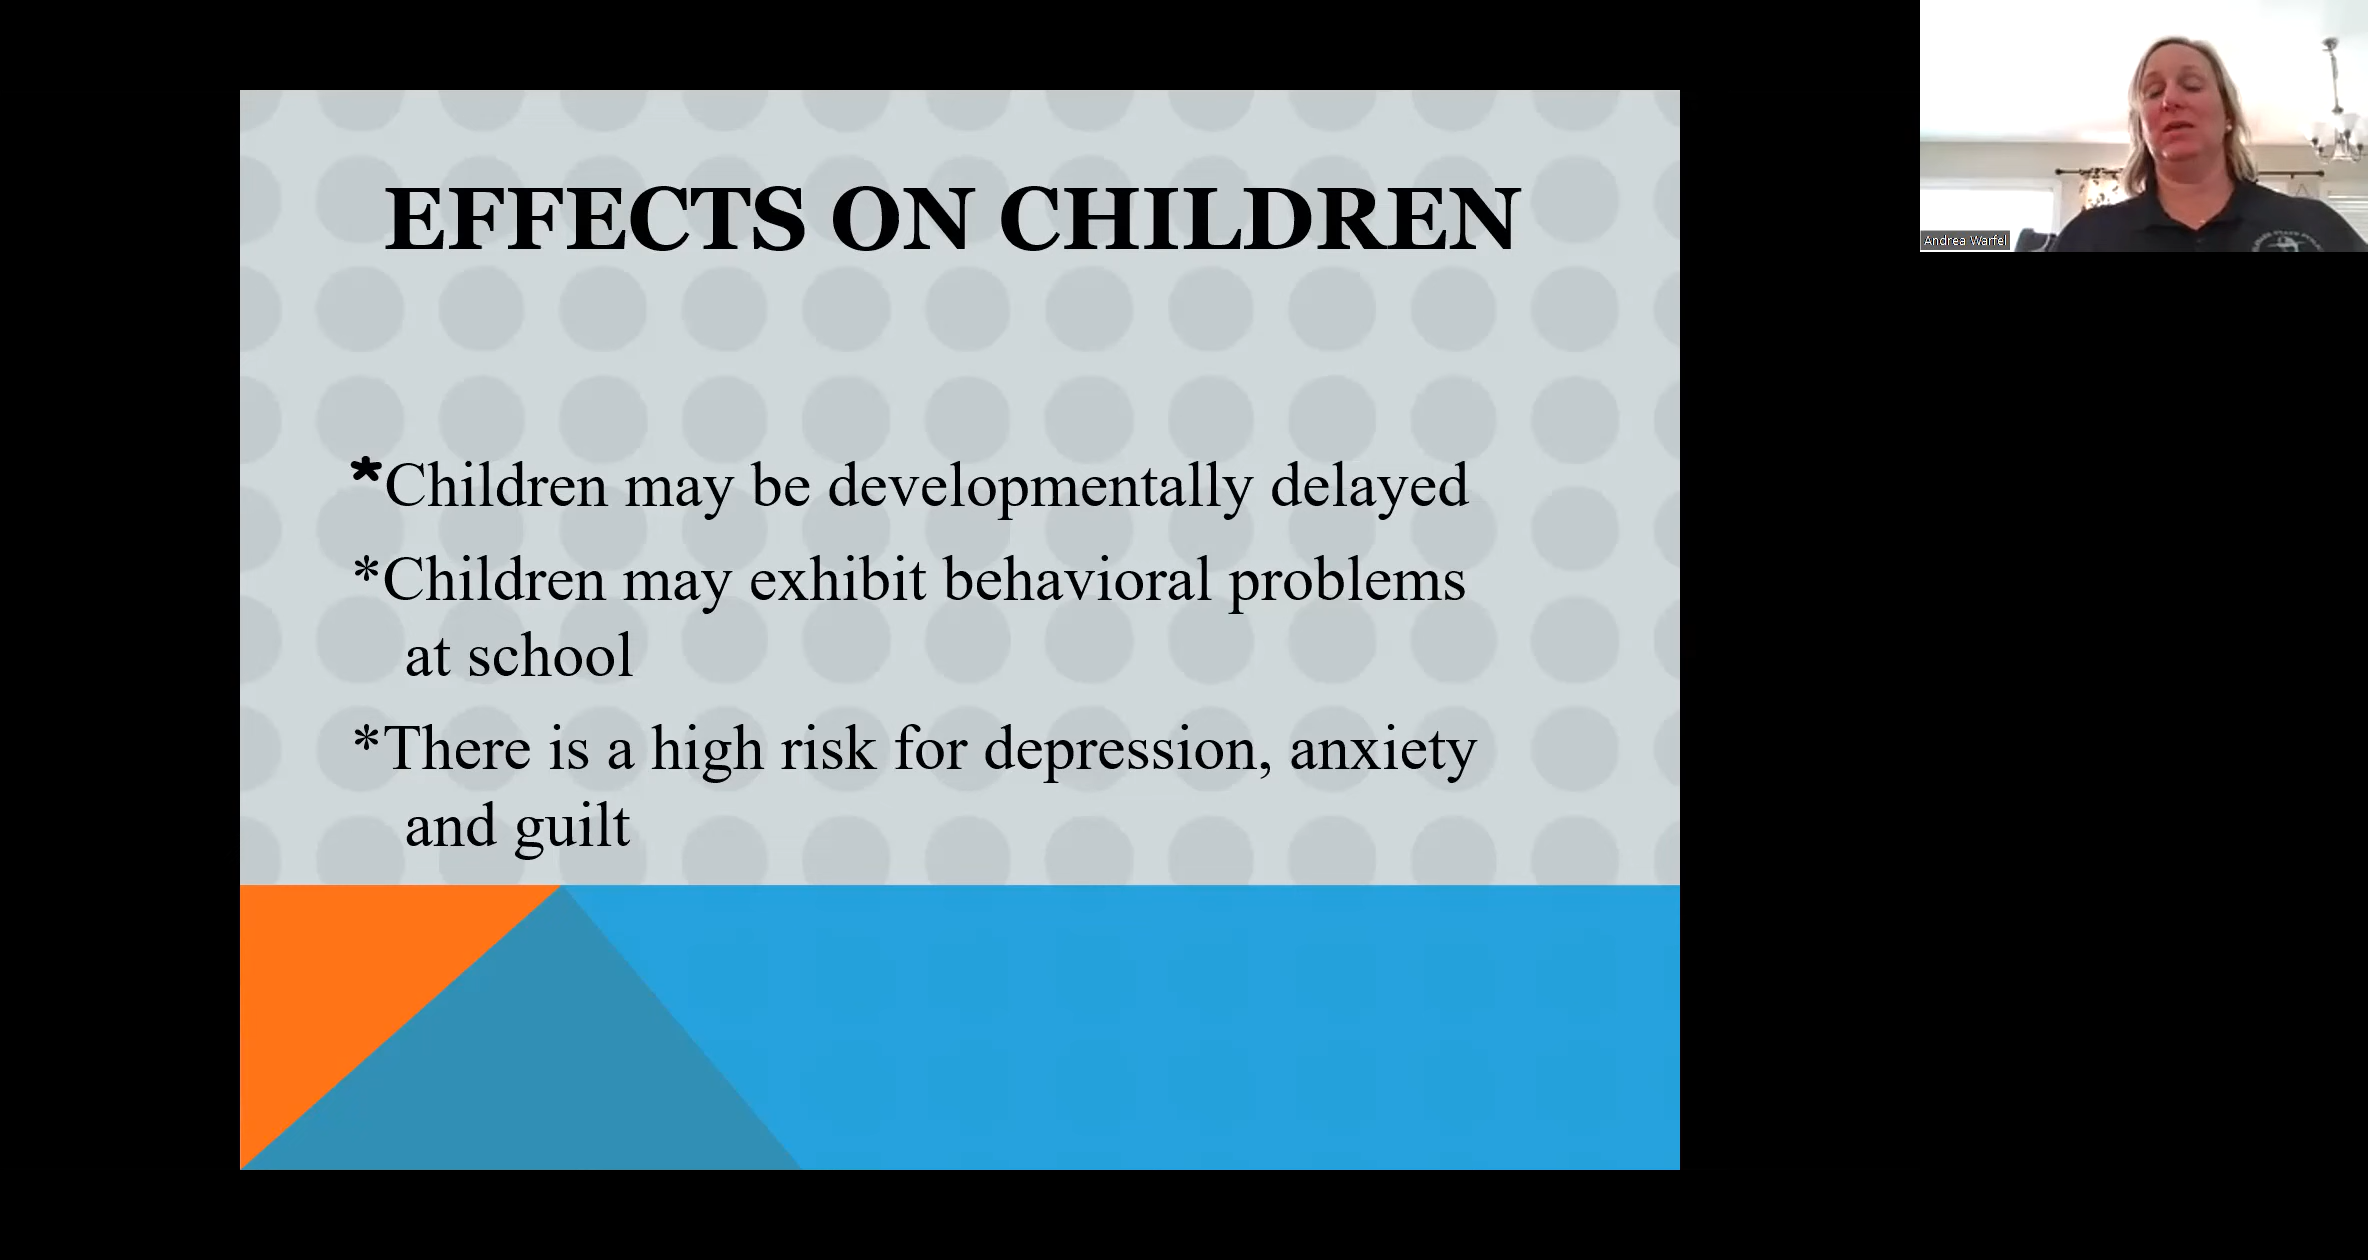 EFFECTS ON CHILDREN
*Children may be developmentally delayed
*Children may exhibit behavioral problems
at school
*There is a high risk for depression, anxiety
and guilt
Andrea Warfel